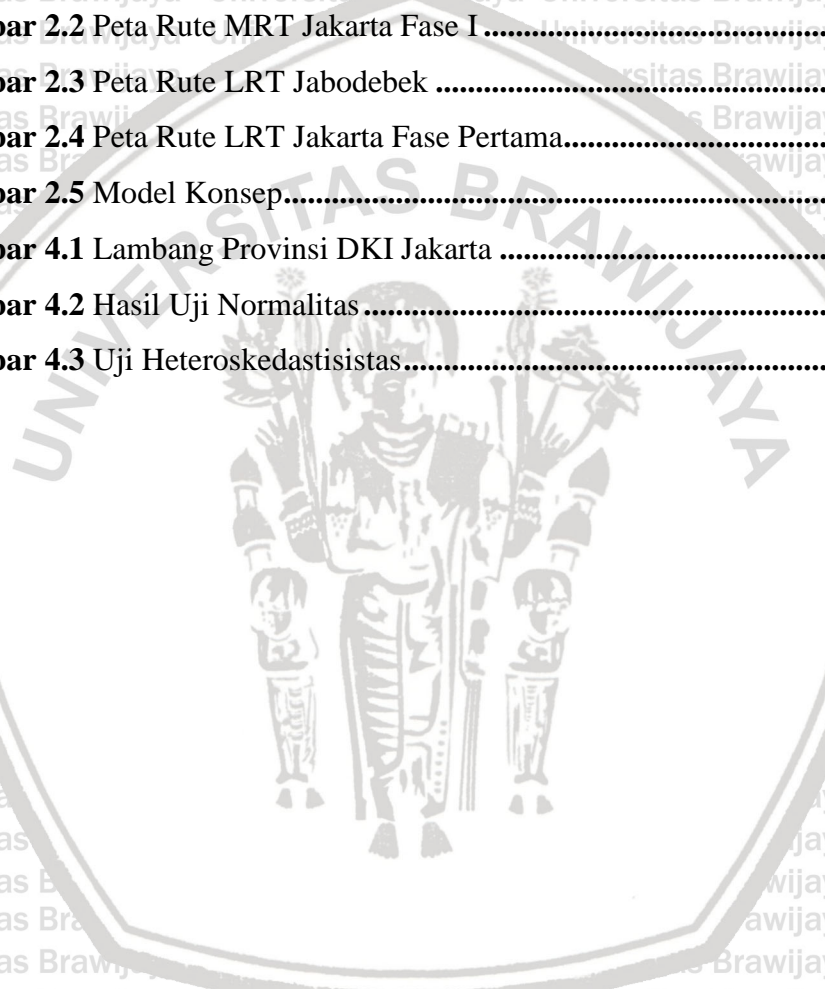 bar 2.2 Peta Rute MRT Jakarta Fase I ........................................
bar 2.3 Peta Rute LRT Jabodebek ........................................
bar 2.4 Peta Rute LRT Jakarta Fase Pertama........................................
bar 2.5 Model Konsep........................................
bar 4.1 Lambang Provinsi DKI Jakarta ........................................
bar 4.2 Hasil Uji Normalitas ........................................
bar 4.3 Uji Heteroskedastisistas........................................
UNIVERSITAS BRAWIJAYA